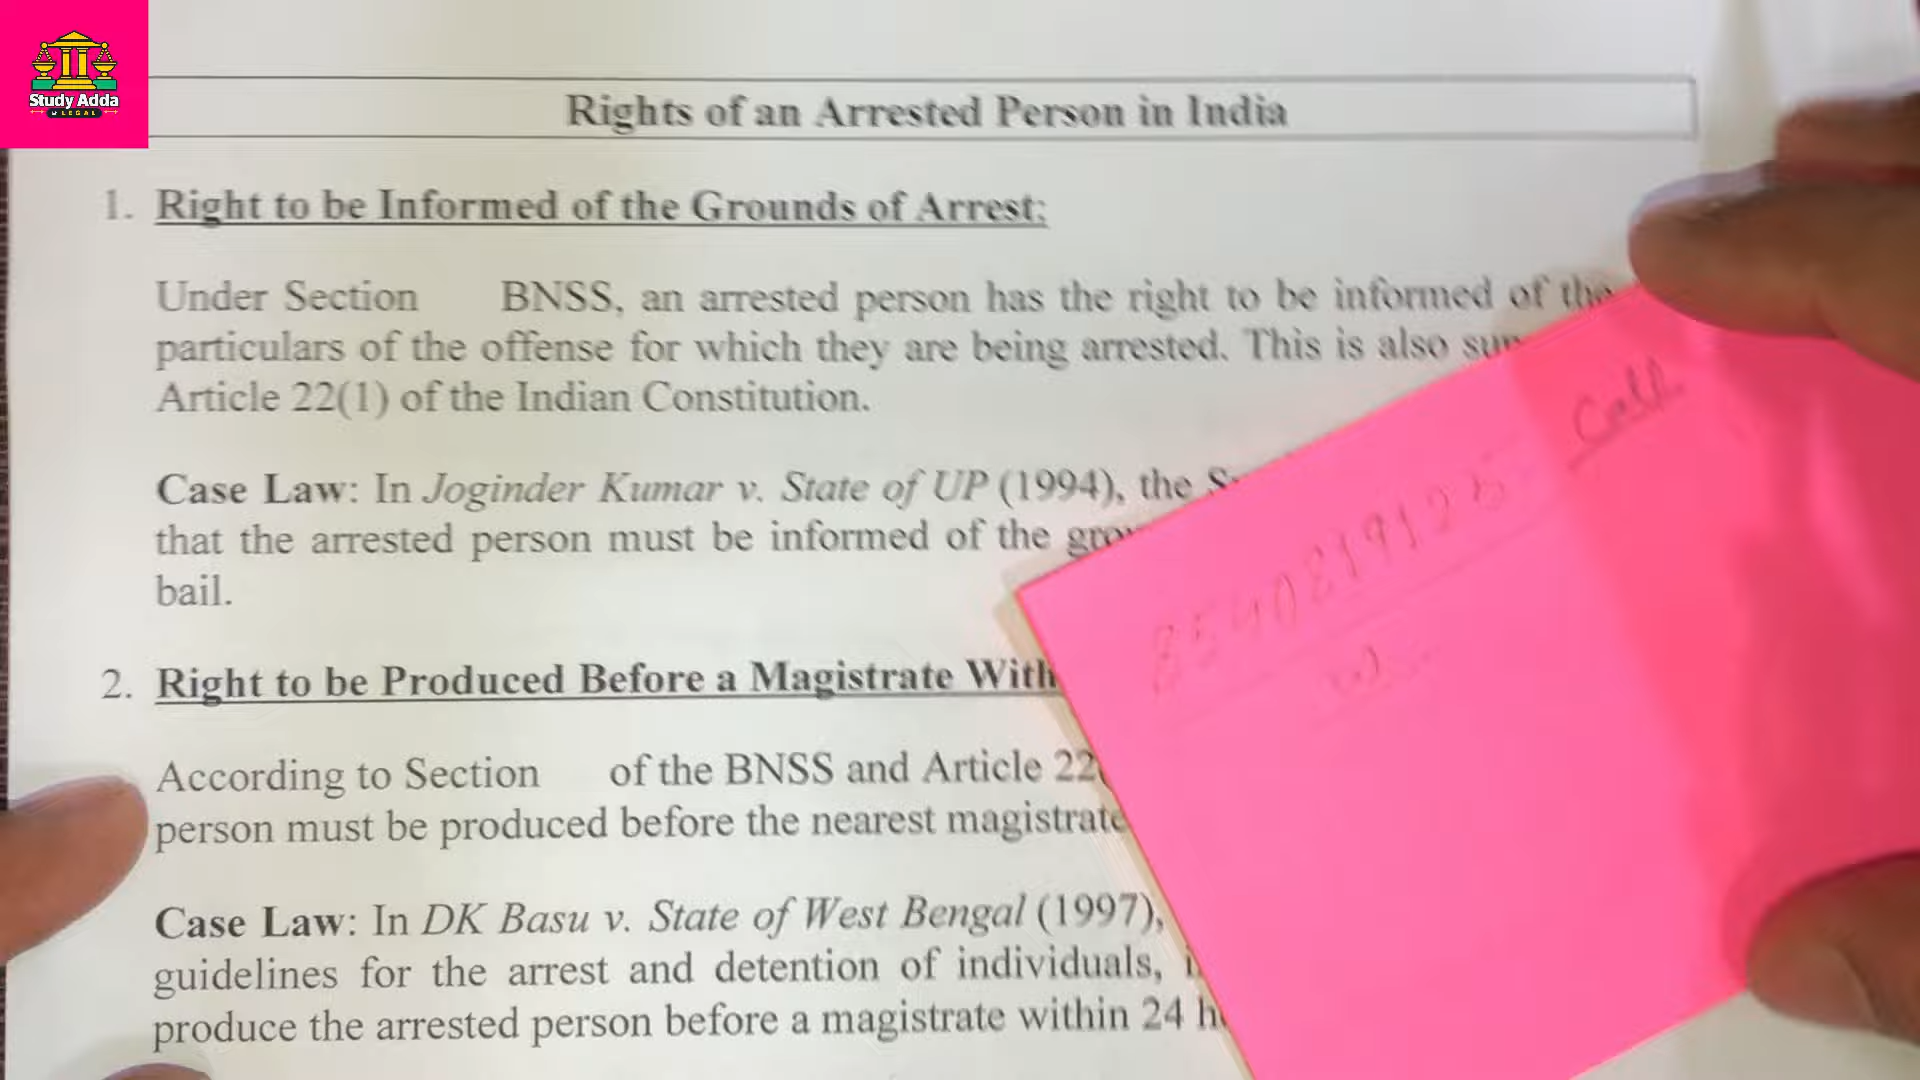 Study Adda
LEGAL
Rights of an Arrested Person in India
1. Right to be Informed of the Grounds of Arrest:
Under Section BNSS, an arrested person has the right to be informed of the
particulars of the offense for which they are being arrested. This is also
Article 22(1) of the Indian Constitution.
Case Law: In Joginder Kumar v. State of UP (1994), the
that the arrested person must be informed of the
bail.
Call
2. Right to be Produced Before a Magistrate
According to Section of the BNSS and Article
person must be produced before the nearest magistrate
Case Law: In DK Basu v. State of West Bengal (1997),
guidelines for the arrest and detention of individuals,
produce the arrested person before a magistrate within 24